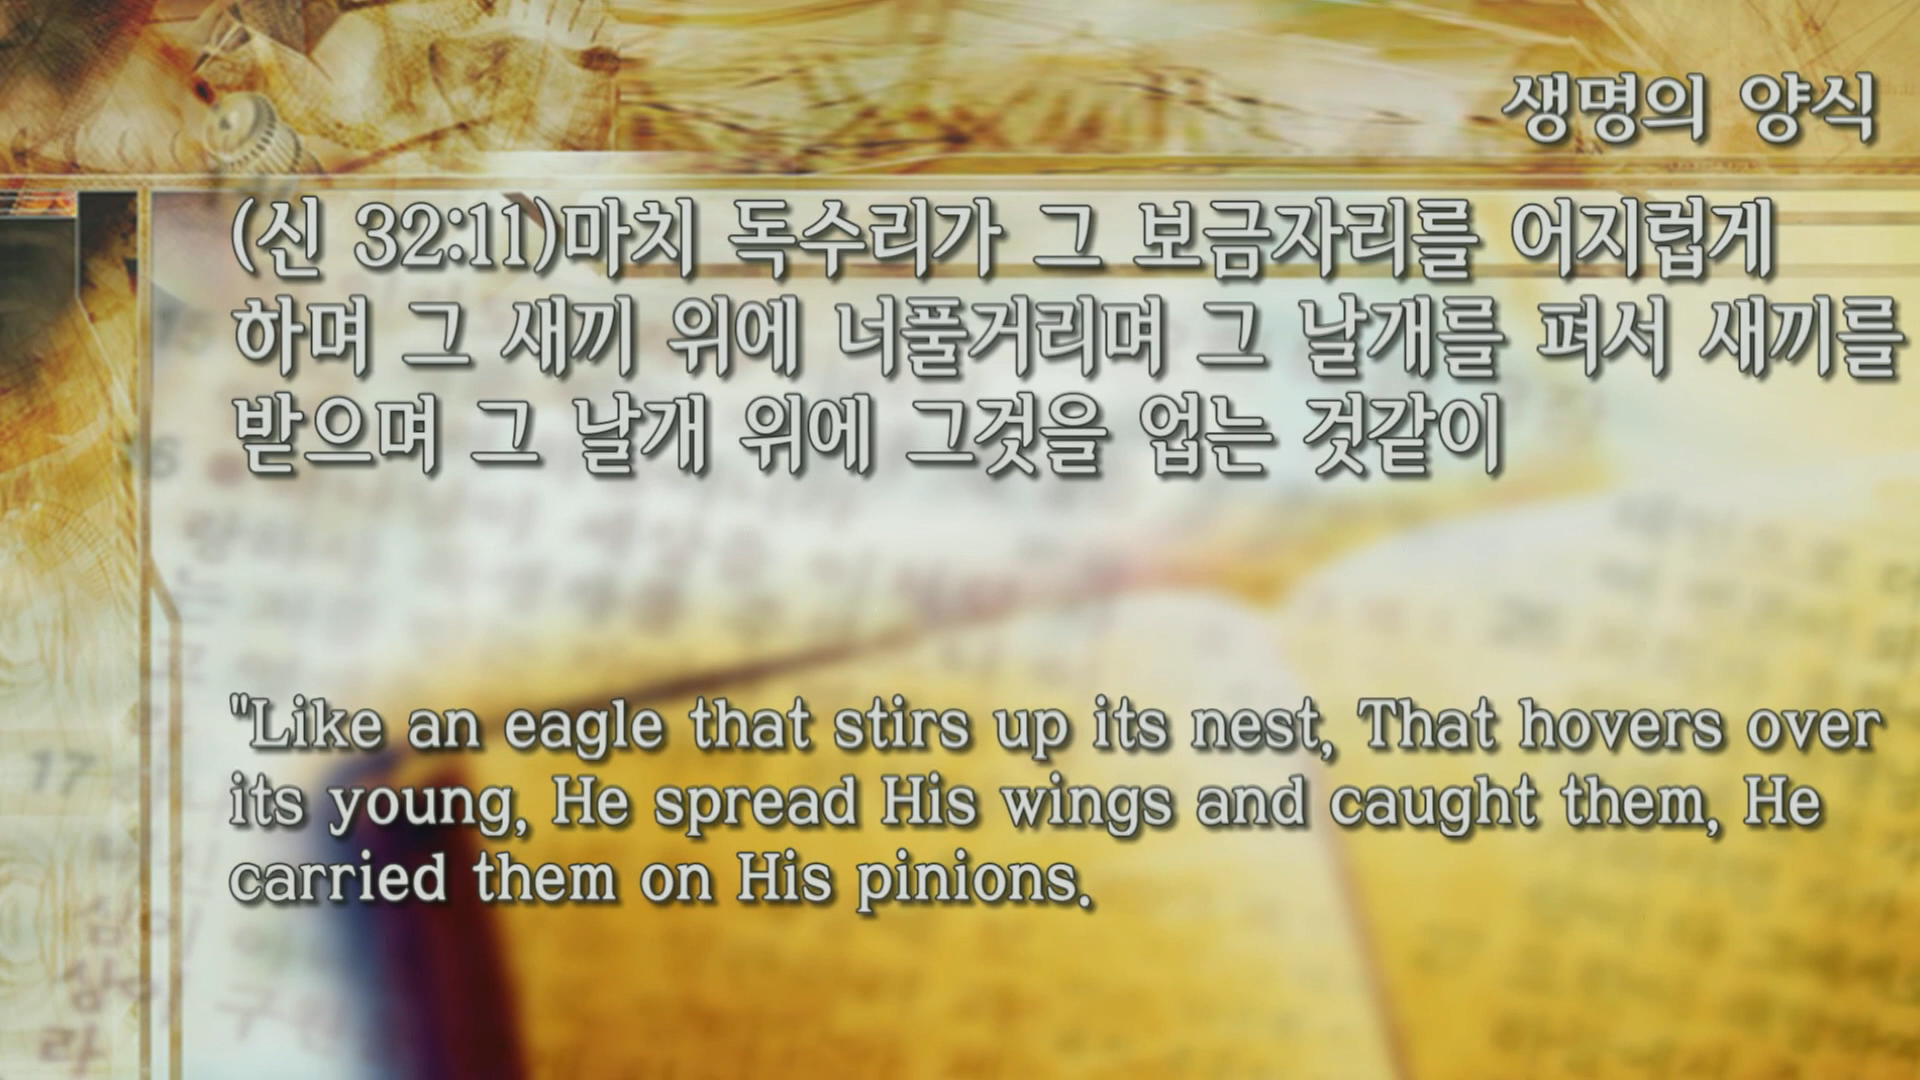 생명의 양식
(신 32:11)마치 독수리가 그 보금자리를 어지럽게
하며 그 새끼 위에 너풀거리며 그 날개를 펴서 새끼를
받으며 그 날개 위에 그것을 업는 것같이
"Like an eagle that stirs up its nest, That hovers over
its young, He spread His wings and caught them, He
carried them on His pinions.
17